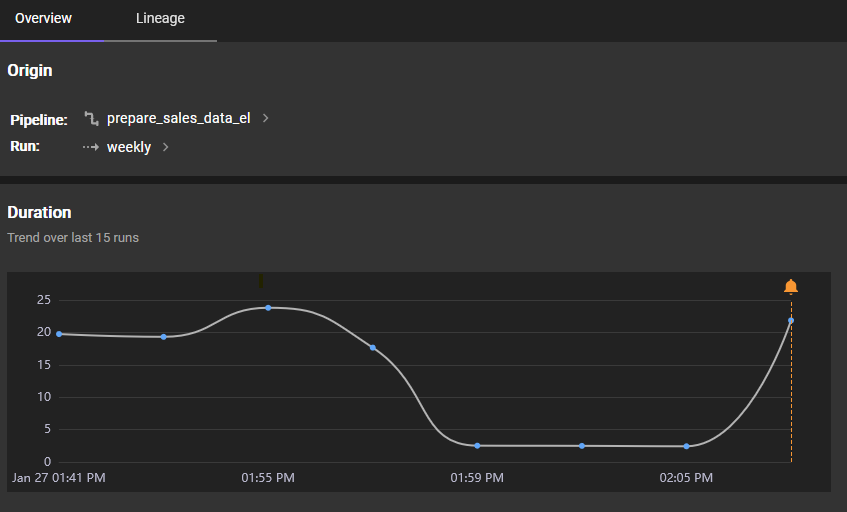 Overview Lineage
Origin
Pipeline: prepare_sales_data_el
Run: weekly
Duration
Trend over last 15 runs
25
20
15
10
5
0
Jan 27 01:41 PM 01:55 PM 01:59 PM 02:05 PM